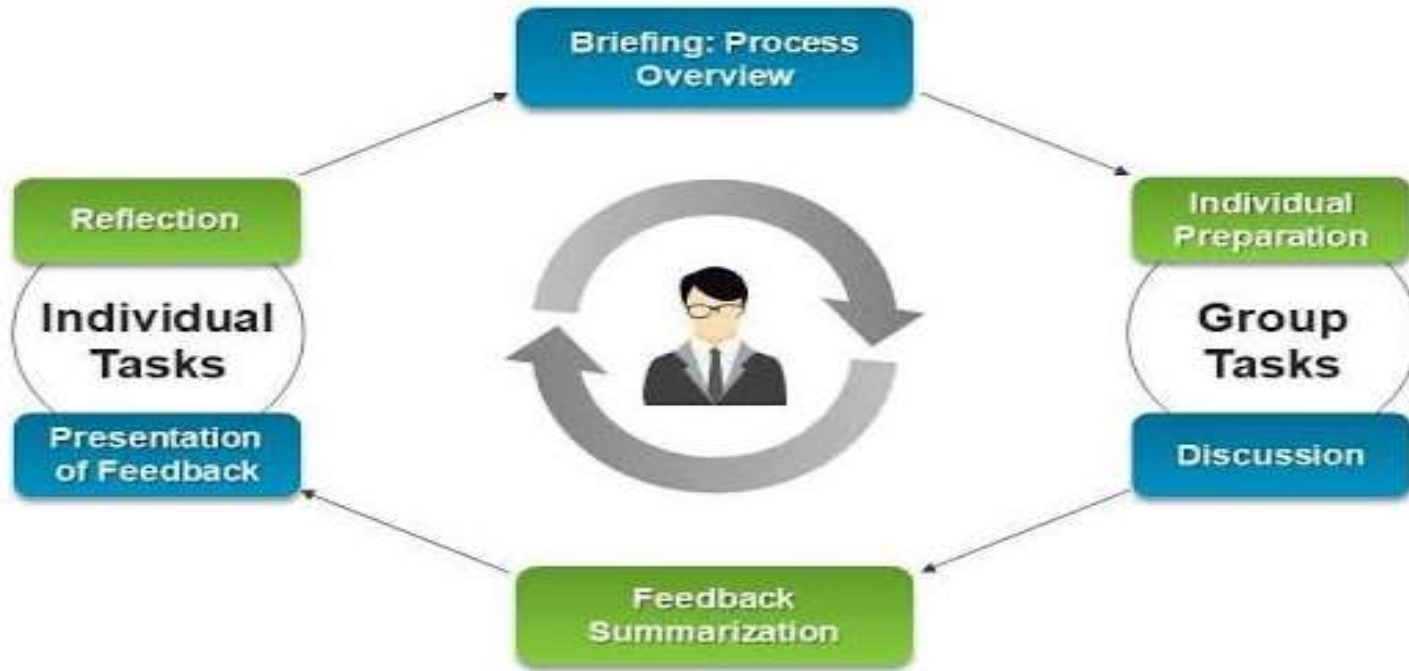 Briefing: Process
Overview
Individual
Preparation
Group
Tasks
Discussion
Feedback
Summarization
Presentation
of Feedback
Individual
Tasks
Reflection